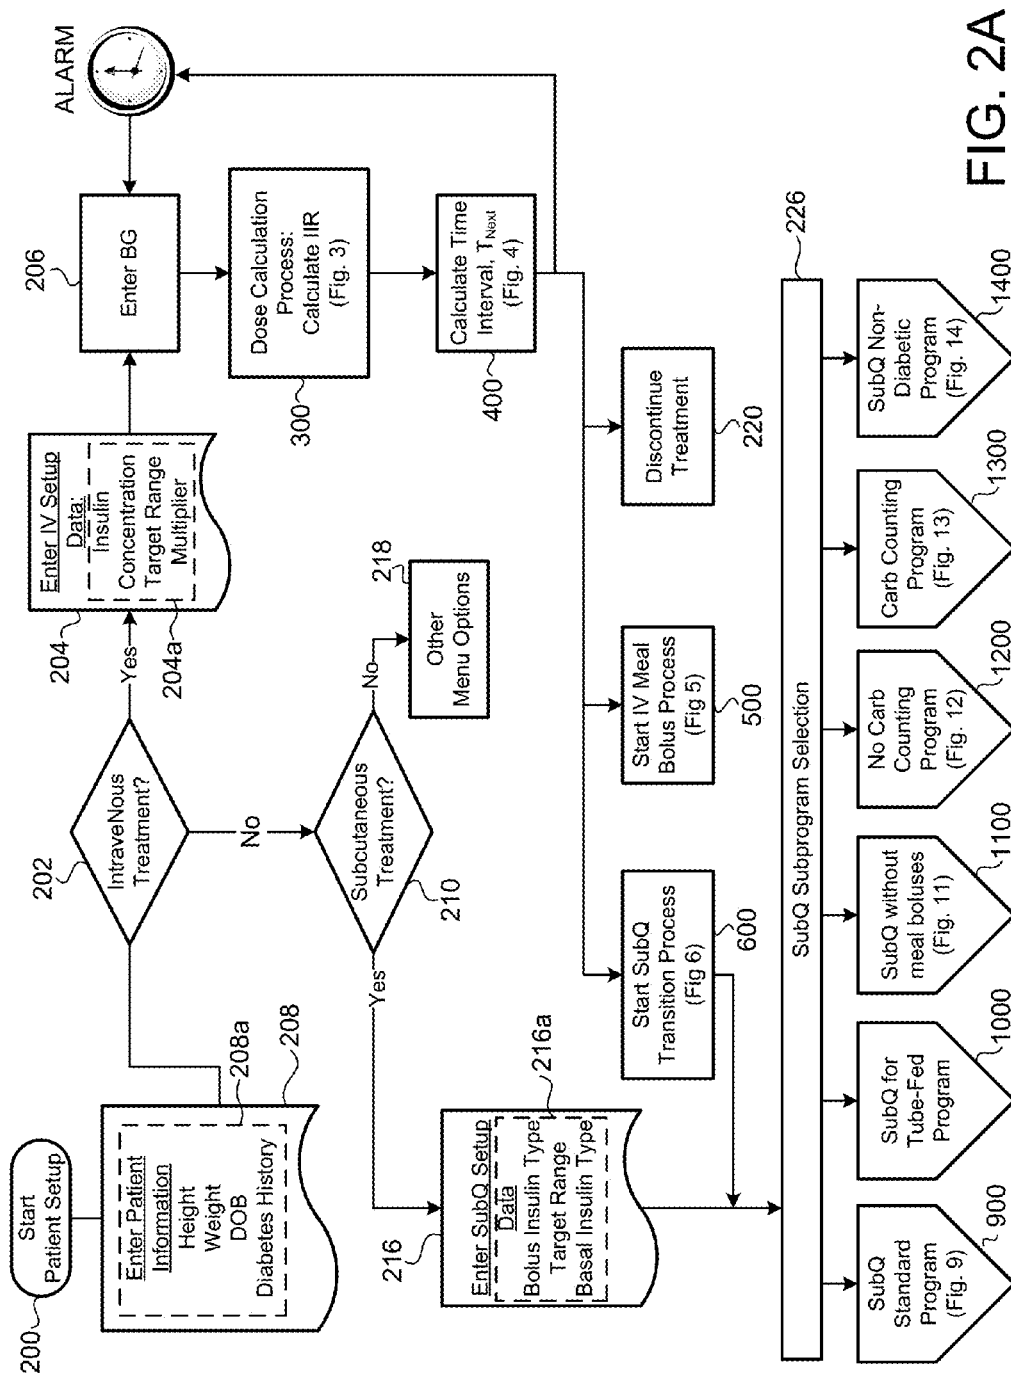 200
Start
Patient Setup
Enter Patient
Information
Height
Weight
DOB
Diabetes History
208a
208
202
IntraveNous
Treatment?
Yes
No
204
204a
Enter IV Setup
Data:
Insulin
Concentration
Target Range
Multiplier
206
Enter BG
ALARM
Dose Calculation
Process:
Calculate IIR
(Fig. 3)
300
Calculate Time
Interval, TNext
(Fig. 4)
400
Subcutaneous
Treatment?
210
Yes
No
218
Other
Menu Options
216
Enter SubQ Setup
Data
Bolus Insulin Type
Target Range
Basal Insulin Type
216a
Start SubQ
Transition Process
(Fig 6)
600
Start IV Meal
Bolus Process
(Fig 5)
500
Discontinue
Treatment
220
SubQ Subprogram Selection
226
SubQ
Standard
Program
(Fig. 9)
900
SubQ for
Tube-Fed
Program
1000
SubQ without
meal boluses
(Fig. 11)
1100
No Carb
Counting
Program
(Fig. 12)
1200
Carb Counting
Program
(Fig. 13)
1300
SubQ Non-
Diabetic
Program
(Fig. 14)
1400
FIG. 2A